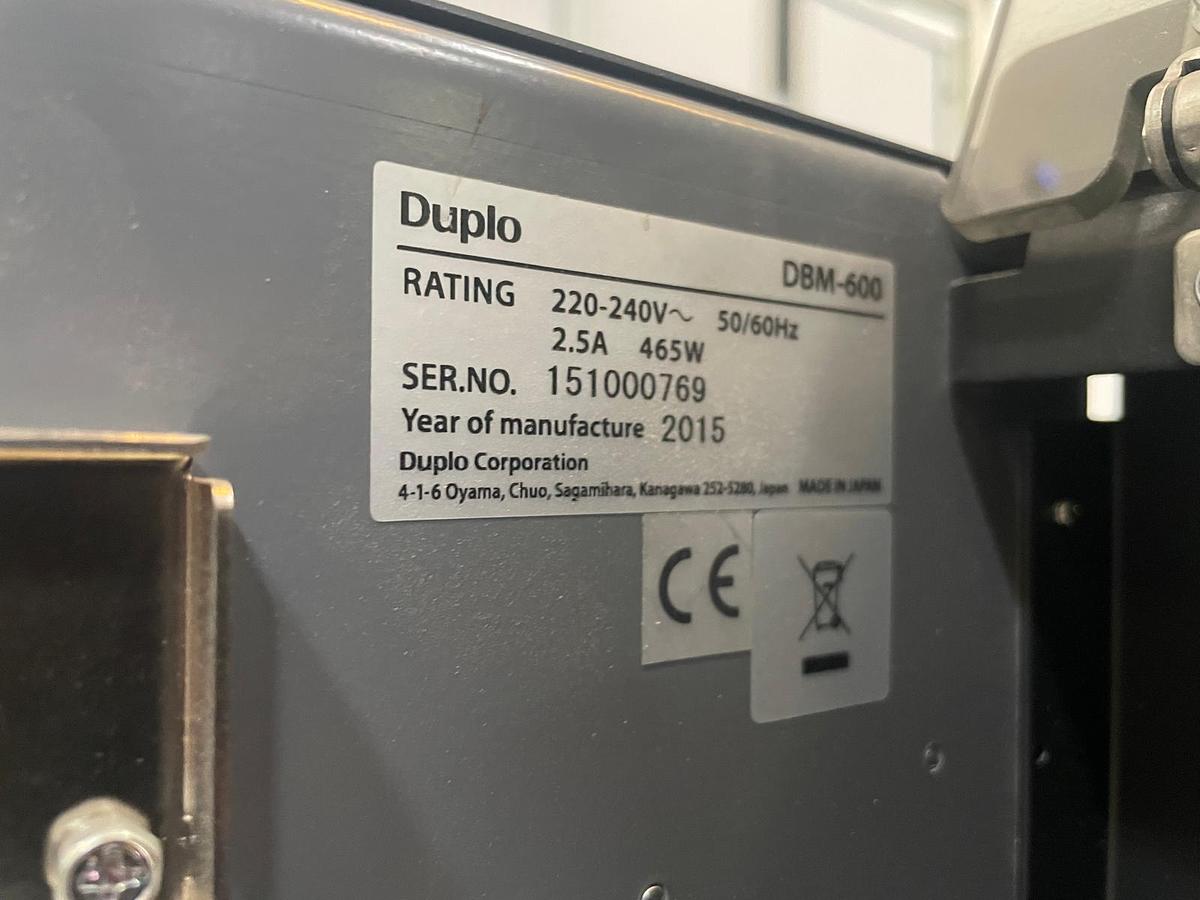 Duplo
DBM-600
RATING 220-240V～ 50/60Hz
2.5A 465W
SER.NO. 151000769
Year of manufacture 2015
Duplo Corporation
4-1-6 Oyama, Chuo, Sagamihara, Kanagawa 252-5280, Japan MADE IN JAPAN
CE